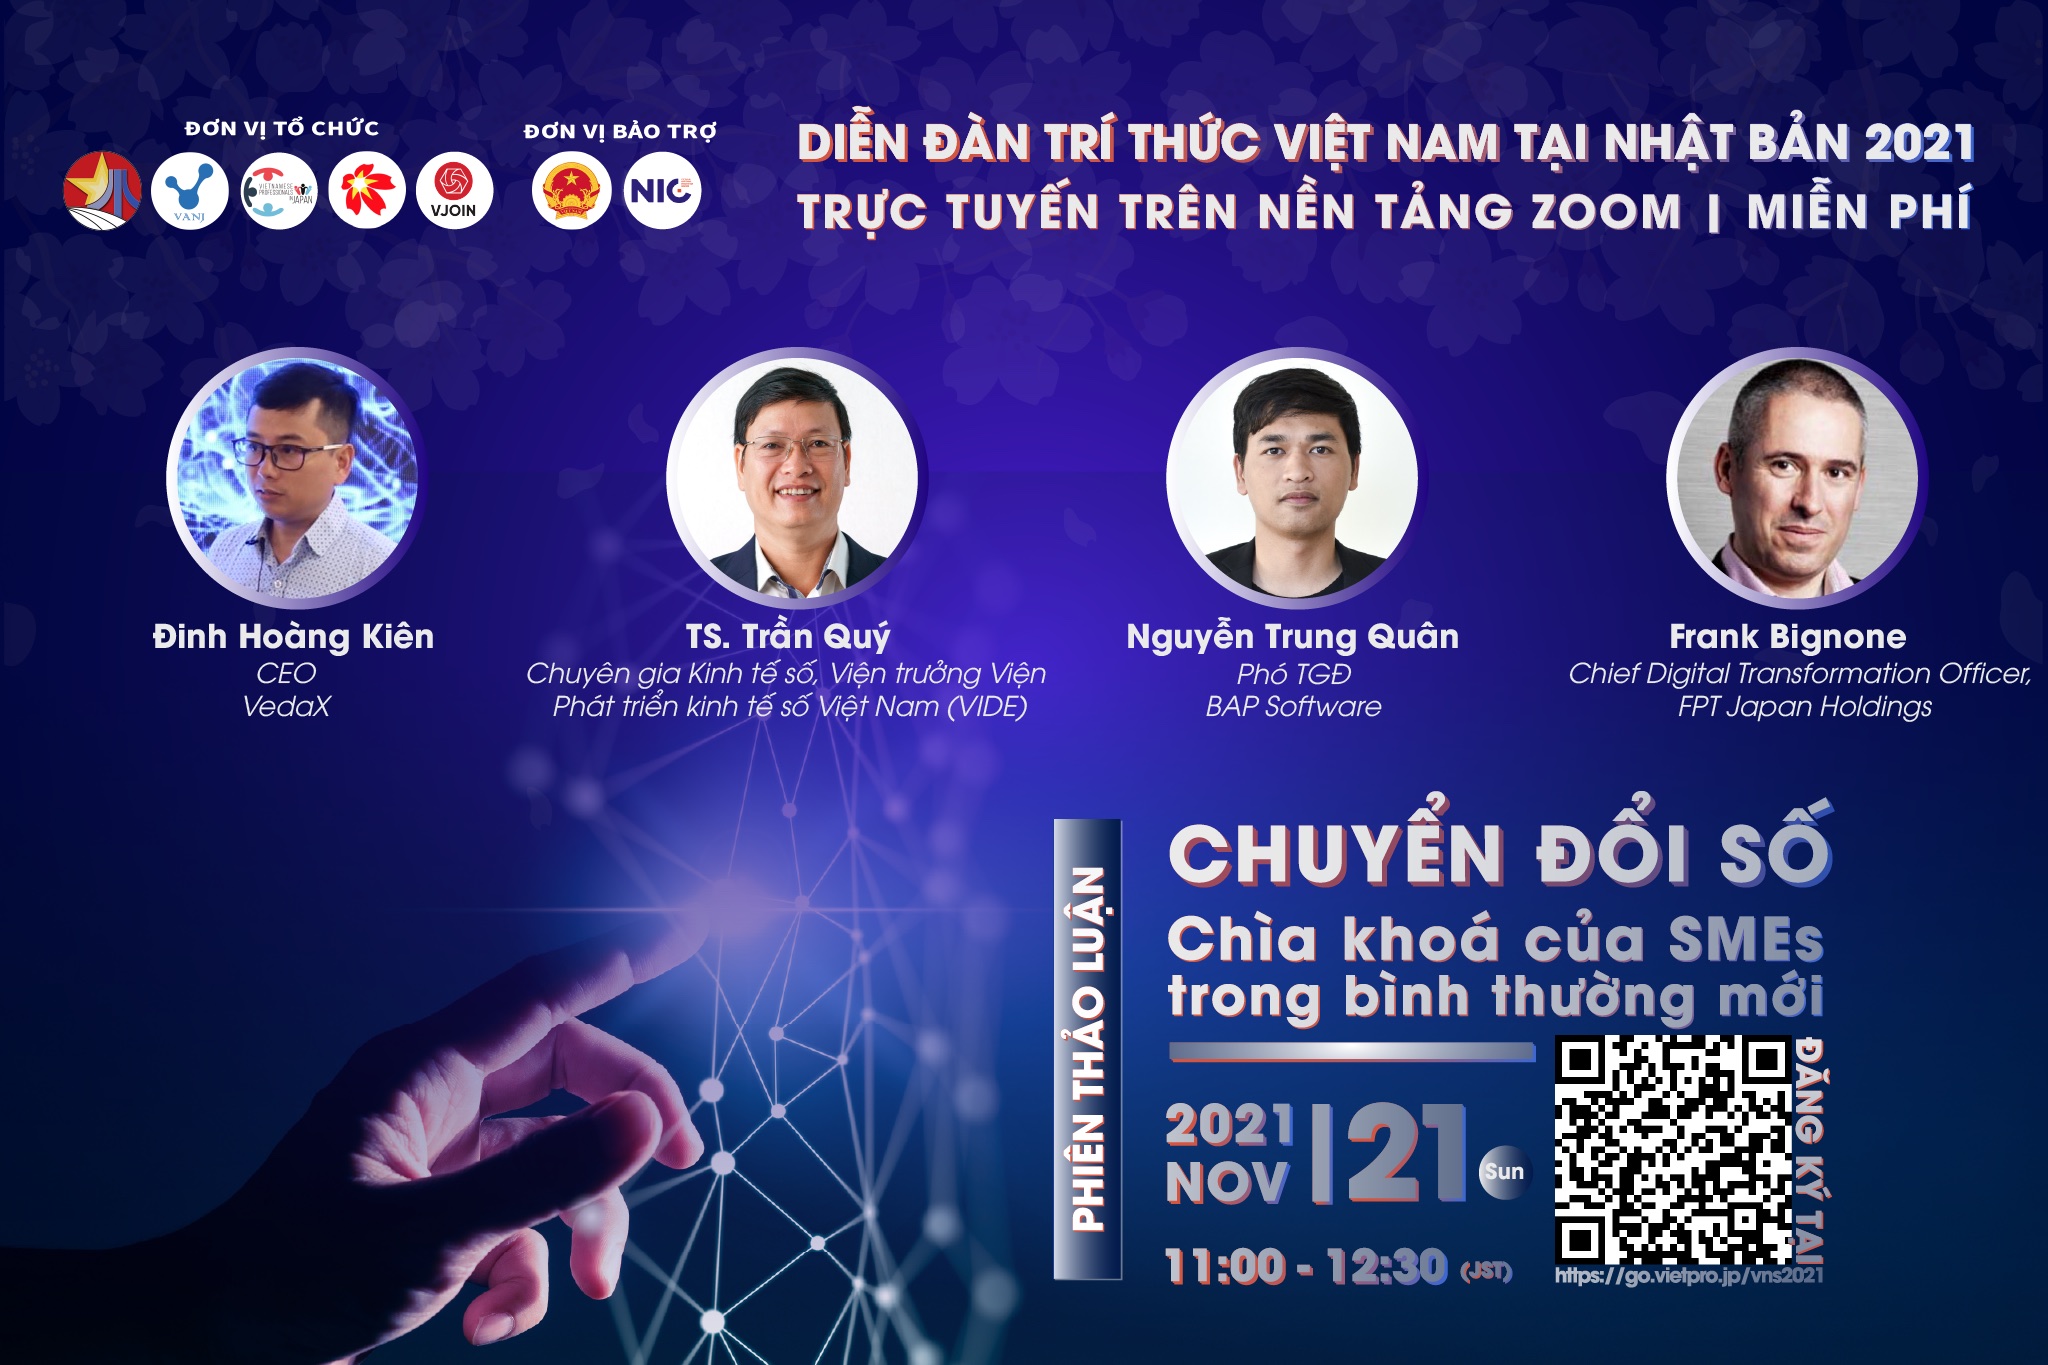 ĐƠN VỊ TỔ CHỨC
ĐƠN VỊ BẢO TRỢ
VANJ
VIETNAMESE
PROFESSIONALS
IN JAPAN
VJOIN
NIC
DIỄN ĐÀN TRÍ THỨC VIỆT NAM TẠI NHẬT BẢN 2021
TRỰC TUYẾN TRÊN NỀN TẢNG ZOOM | MIỄN PHÍ
Đinh Hoàng Kiên
CEO
VedaX
TS. Trần Quý
Chuyên gia Kinh tế số, Viện trưởng Viện
Phát triển kinh tế số Việt Nam (VIDE)
Nguyễn Trung Quân
Phó TGĐ
BAP Software
Frank Bignone
Chief Digital Transformation Officer,
FPT Japan Holdings
PHIÊN THẢO LUẬN
CHUYỂN ĐỔI SỐ
Chìa khoá của SMEs
trong bình thường mới
2021
NOV
21
Sun
11:00 - 12:30 (JST)
ĐĂNG KÝ TẠI
https://go.vietpro.jp/vns2021